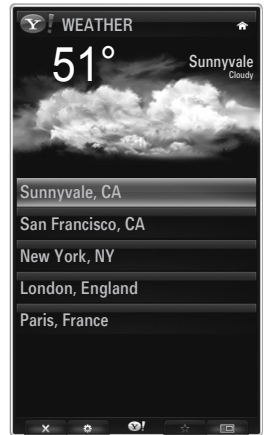 Y! WEATHER
51°
Sunnyvale
Cloudy
Sunnyvale, CA
San Francisco, CA
New York, NY
London, England
Paris, France
Y!